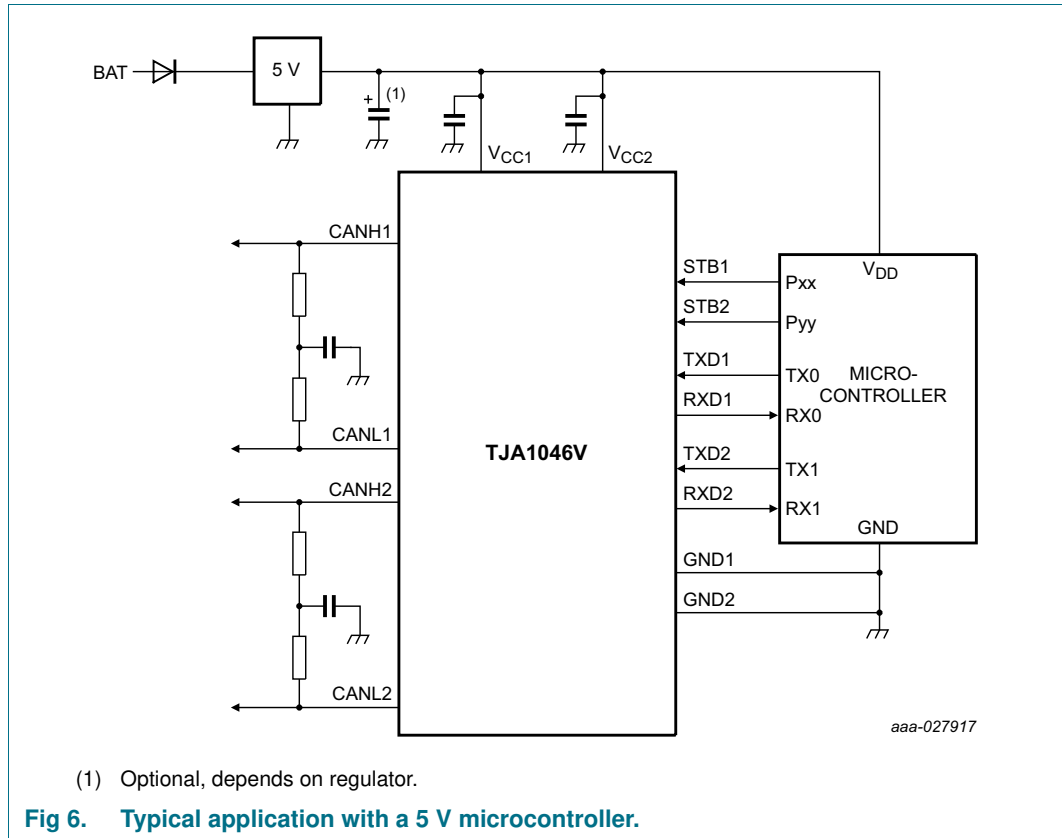 BAT
5 V
+
(1)
VCC1
VCC2
CANH1
CANL1
CANH2
CANL2
TJA1046V
STB1
STB2
TXD1
RXD1
TXD2
RXD2
GND1
GND2
VDD
Pxx
Pyy
TX0
RX0
TX1
RX1
MICRO-
CONTROLLER
GND
aaa-027917
(1) Optional, depends on regulator.
Fig 6. Typical application with a 5 V microcontroller.